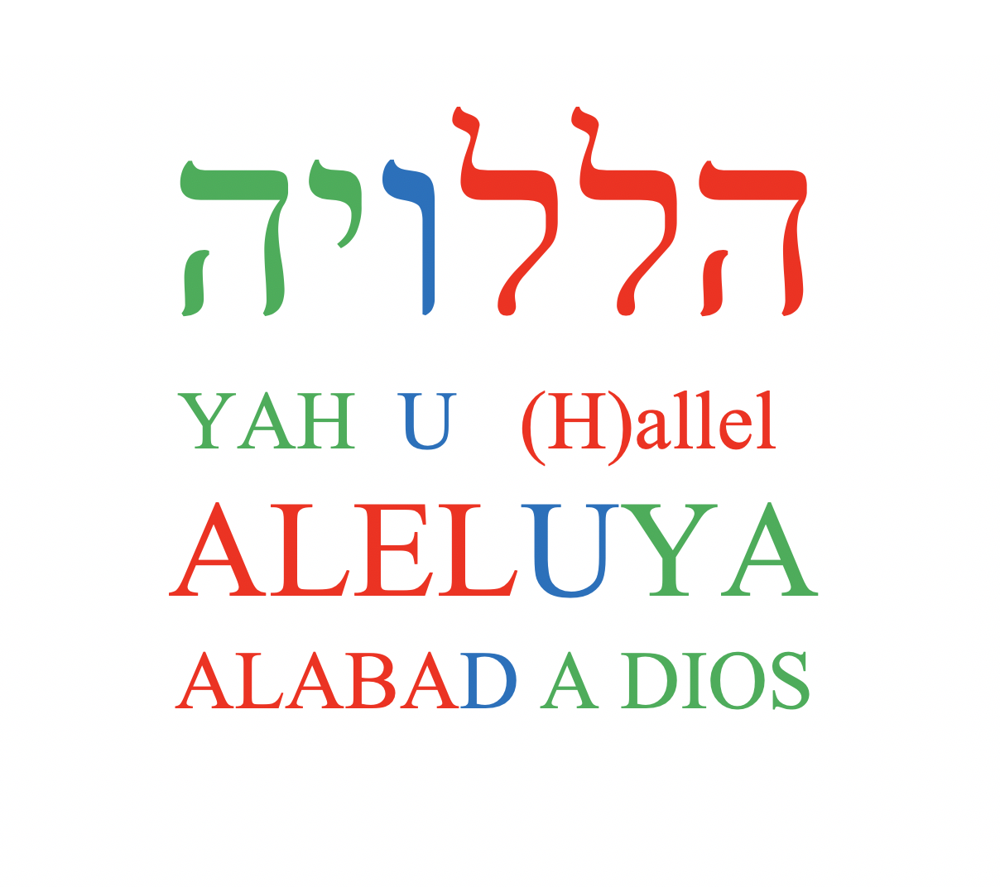 הללויה
YAH U (H)allel
ALELUYA
ALABAD A DIOS